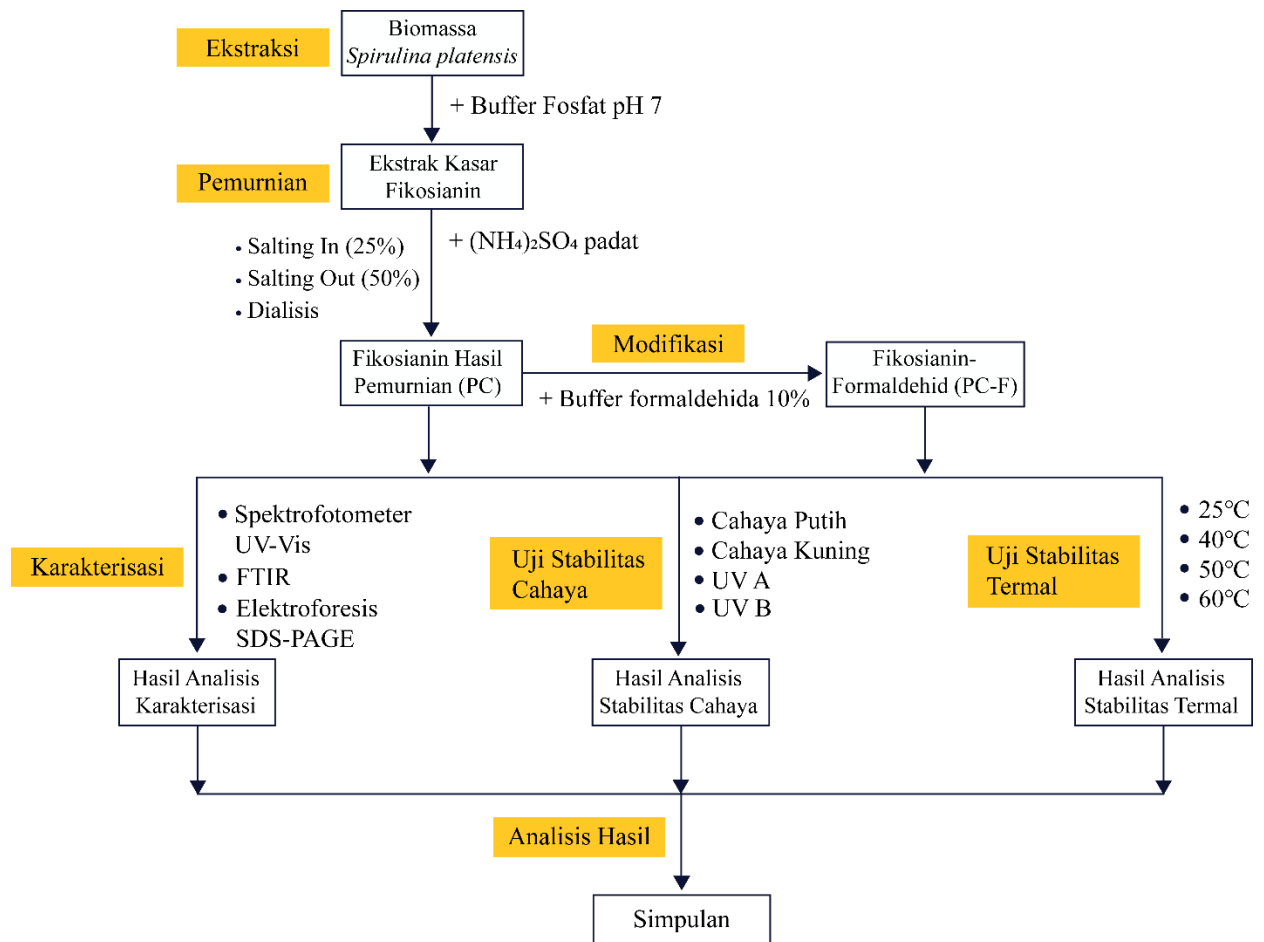 Ekstraksi
Biomassa
Spirulina platensis
+ Buffer Fosfat pH 7
Pemurnian
Ekstrak Kasar
Fikosianin
• Salting In (25%)
• Salting Out (50%)
• Dialisis
+ (NH₄)₂SO₄ padat
Fikosianin Hasil
Pemurnian (PC)
Modifikasi
+ Buffer formaldehida 10%
Fikosianin-
Formaldehid (PC-F)
Karakterisasi
• Spektrofotometer
UV-Vis
• FTIR
• Elektroforesis
SDS-PAGE
Uji Stabilitas
Cahaya
• Cahaya Putih
• Cahaya Kuning
• UV A
• UV B
Uji Stabilitas
Termal
• 25°C
• 40°C
• 50°C
• 60°C
Hasil Analisis
Karakterisasi
Hasil Analisis
Stabilitas Cahaya
Hasil Analisis
Stabilitas Termal
Analisis Hasil
Simpulan